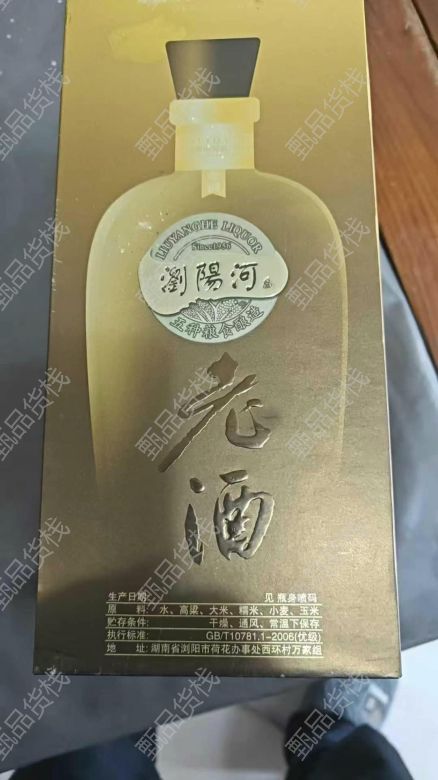 LIUYANGHE LIQUOR
Since1956
瀏陽河
五种粮食酿造
老酒
生产日期: 见 瓶身喷码
原 料: 水、高粱、大米、糯米、小麦、玉米
贮存条件: 干燥、通风、常温下保存
执行标准: GB/T10781.1-2006(优级)
地 址: 湖南省浏阳市荷花办事处西环村万家组
甄品货栈